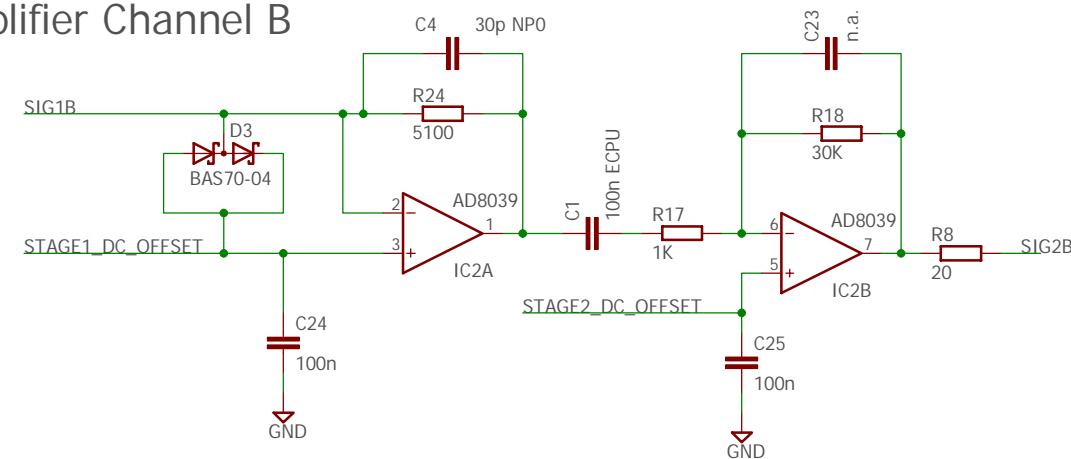 plifier Channel B
C4 30p NP0
C23
n.a.
R24
5100
R18
30K
SIG1B
D3
BAS70-04
100n ECPU
C1
2
3
AD8039
1
IC2A
R17
1K
6
5
AD8039
7
IC2B
R8
20
SIG2B
STAGE1_DC_OFFSET
STAGE2_DC_OFFSET
C24
100n
GND
C25
100n
GND